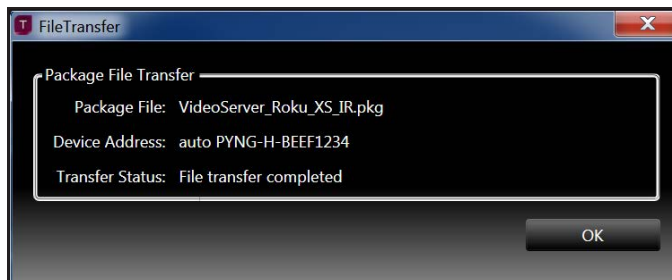 FileTransfer
Package File Transfer
Package File: VideoServer_Roku_XS_IR.pkg
Device Address: auto PYNG-H-BEEF1234
Transfer Status: File transfer completed
OK